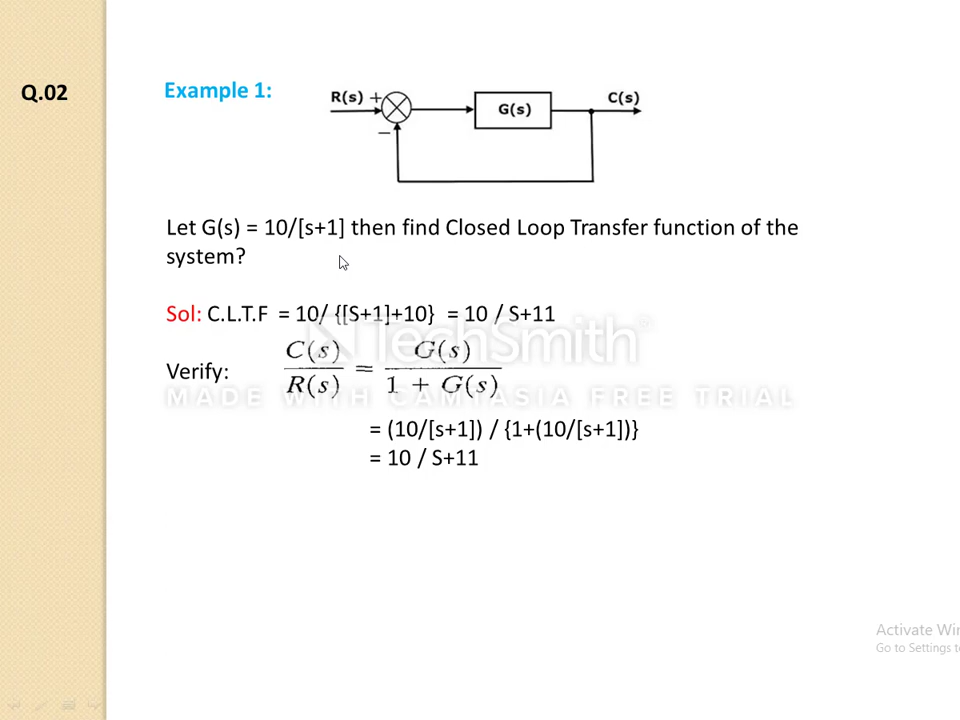 Q.02
Example 1:
R(s) +
G(s)
C(s)
−
Let G(s) = 10/[s+1] then find Closed Loop Transfer function of the
system?
Sol: C.L.T.F = 10/ {[S+1]+10} = 10 / S+11
TechSmith®
Verify: C(s)/R(s) = G(s)/1 + G(s)
MADE WITH CAMTASIA FREE TRIAL
= (10/[s+1]) / {1+(10/[s+1])}
= 10 / S+11
Activate Win
Go to Settings t